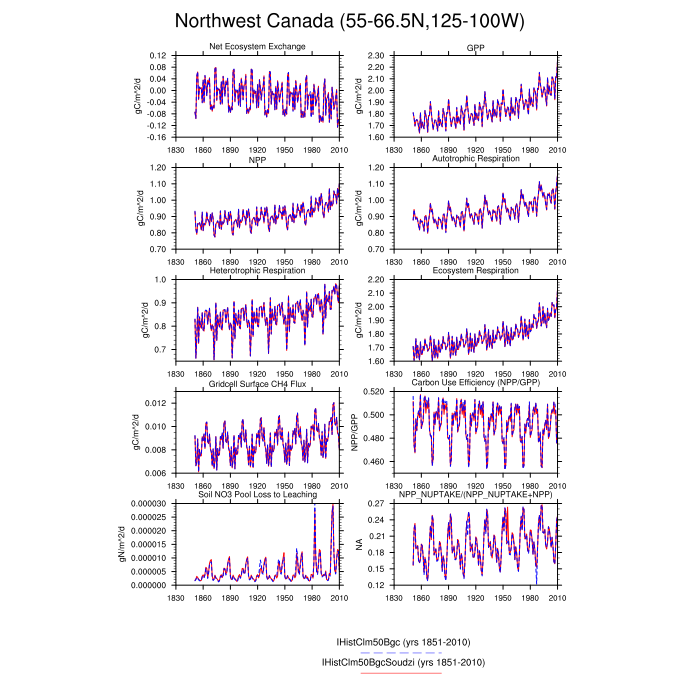 Northwest Canada (55-66.5N,125-100W)
Net Ecosystem Exchange
gC/m^2/d
0.12
0.08
0.04
0.00
-0.04
-0.08
-0.12
-0.16
1830 1860 1890 1920 1950 1980 2010
GPP
gC/m^2/d
2.30
2.20
2.10
2.00
1.90
1.80
1.70
1.60
1830 1860 1890 1920 1950 1980 2010
NPP
gC/m^2/d
1.20
1.10
1.00
0.90
0.80
0.70
1830 1860 1890 1920 1950 1980 2010
Autotrophic Respiration
gC/m^2/d
1.20
1.10
1.00
0.90
0.80
0.70
1830 1860 1890 1920 1950 1980 2010
Heterotrophic Respiration
gC/m^2/d
1.0
0.9
0.8
0.7
1830 1860 1890 1920 1950 1980 2010
Ecosystem Respiration
gC/m^2/d
2.20
2.10
2.00
1.90
1.80
1.70
1.60
1830 1860 1890 1920 1950 1980 2010
Gridcell Surface CH4 Flux
gC/m^2/d
0.012
0.010
0.008
0.006
1830 1860 1890 1920 1950 1980 2010
Carbon Use Efficiency (NPP/GPP)
NPP/GPP
0.520
0.500
0.480
0.460
1830 1860 1890 1920 1950 1980 2010
Soil NO3 Pool Loss to Leaching
gN/m^2/d
0.000030
0.000025
0.000020
0.000015
0.000010
0.000005
0.000000
1830 1860 1890 1920 1950 1980 2010
NPP_NUPTAKE/(NPP_NUPTAKE+NPP)
NA
0.27
0.24
0.21
0.18
0.15
0.12
1830 1860 1890 1920 1950 1980 2010
IHistClm50Bgc (yrs 1851-2010)
IHistClm50BgcSoudzi (yrs 1851-2010)